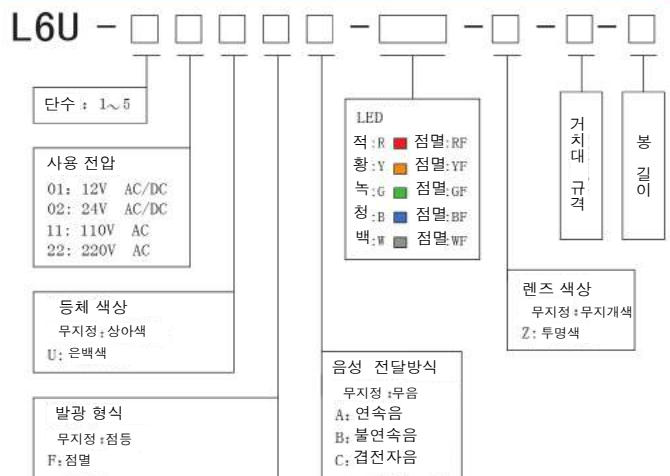 L6U - □ □ □ □ □ - □ - □ - □ - □
단수 : 1~5
사용 전압
01: 12V AC/DC
02: 24V AC/DC
11: 110V AC
22: 220V AC
등체 색상
무지정:상아색
U: 은백색
발광 형식
무지정:점등
F:점멸
LED
적:R 점멸:RF
황:Y 점멸:YF
녹:G 점멸:GF
청:B 점멸:BF
백:W 점멸:WF
음성 전달방식
무지정:무음
A: 연속음
B: 불연속음
C: 겹전자음
렌즈 색상
무지정:무지개색
Z: 투명색
거치대 규격
봉 길이